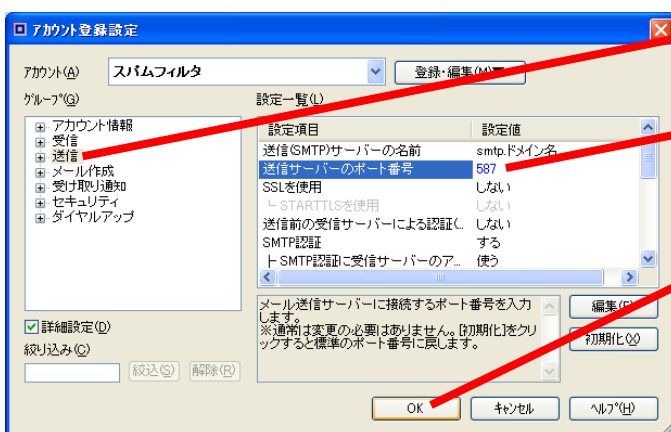 アカウント登録設定
アカウント(A) スパムフィルタ 登録・編集(M)
グループ(G)
設定一覧(L)
アカウント情報
受信
送信
メール作成
受け取り通知
セキュリティ
ダイヤルアップ
設定項目 設定値
送信(SMTP)サーバーの名前 smtp.ドメイン名
送信サーバーのポート番号 587
SSLを使用 しない
STARTTLSを使用 しない
送信前の受信サーバーによる認証(... しない
SMTP認証 する
SMTP認証に受信サーバーのア... 使う
メール送信サーバーに接続するポート番号を入力
します。
※通常は変更の必要はありません。[初期化]をクリ
ックすると標準のポート番号に戻します。
編集(E)
初期化(X)
詳細設定(D)
絞り込み(C)
絞込(S) 解除(R)
OK キャンセル ヘルプ(H)